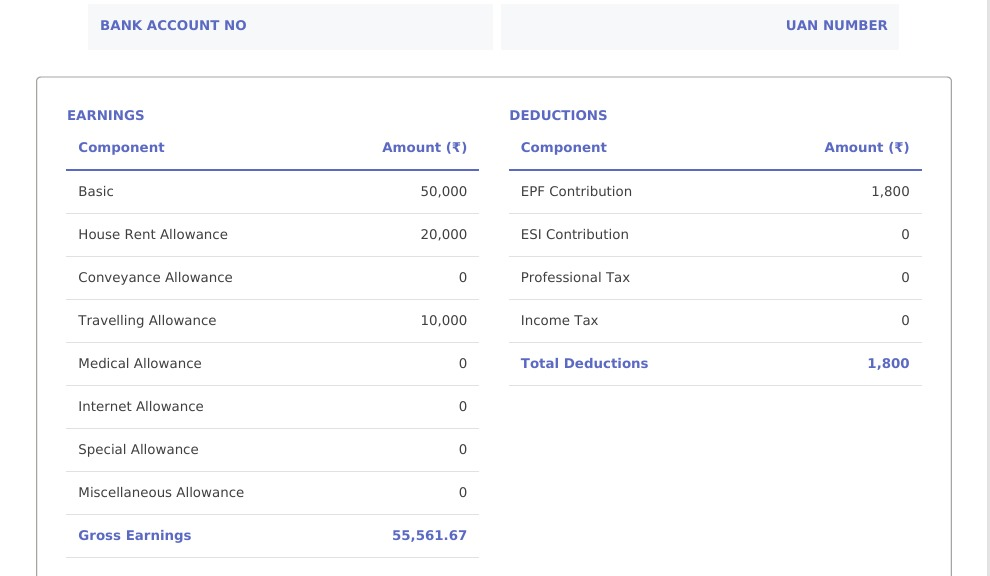 BANK ACCOUNT NO UAN NUMBER
EARNINGS
Component Amount (₹)
Basic 50,000
House Rent Allowance 20,000
Conveyance Allowance 0
Travelling Allowance 10,000
Medical Allowance 0
Internet Allowance 0
Special Allowance 0
Miscellaneous Allowance 0
Gross Earnings 55,561.67
DEDUCTIONS
Component Amount (₹)
EPF Contribution 1,800
ESI Contribution 0
Professional Tax 0
Income Tax 0
Total Deductions 1,800